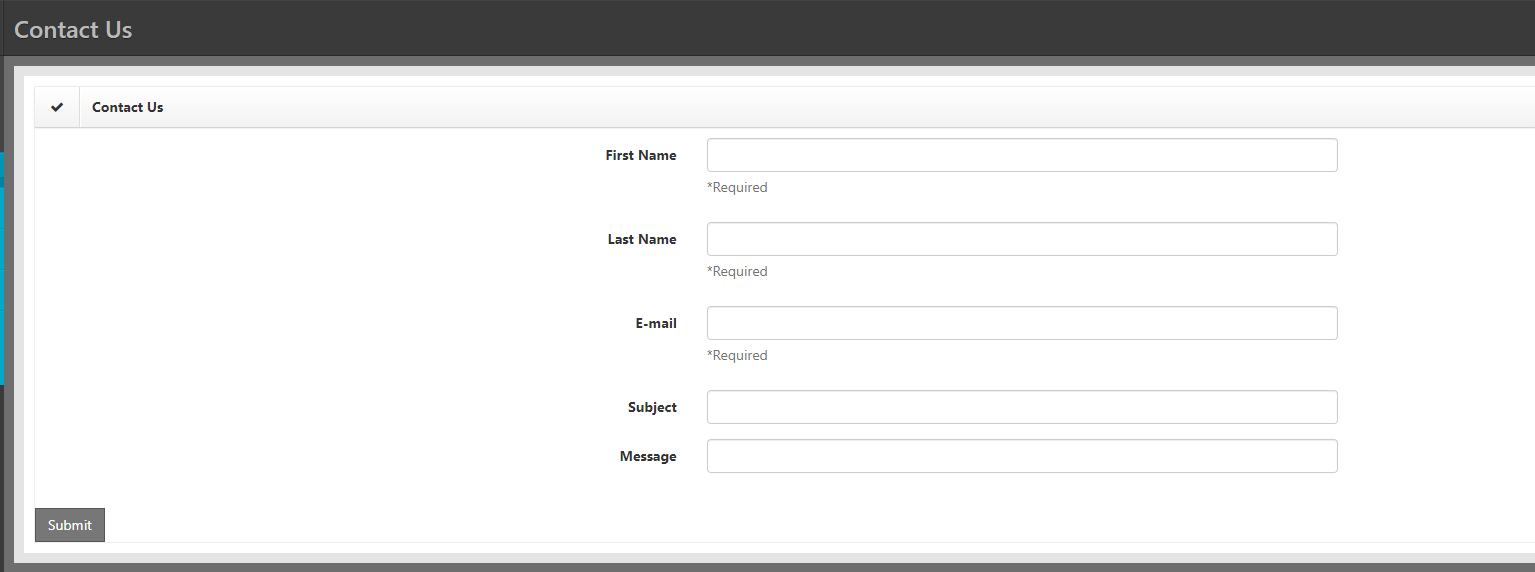 Contact Us
Contact Us
First Name
*Required
Last Name
*Required
E-mail
*Required
Subject
Message
Submit